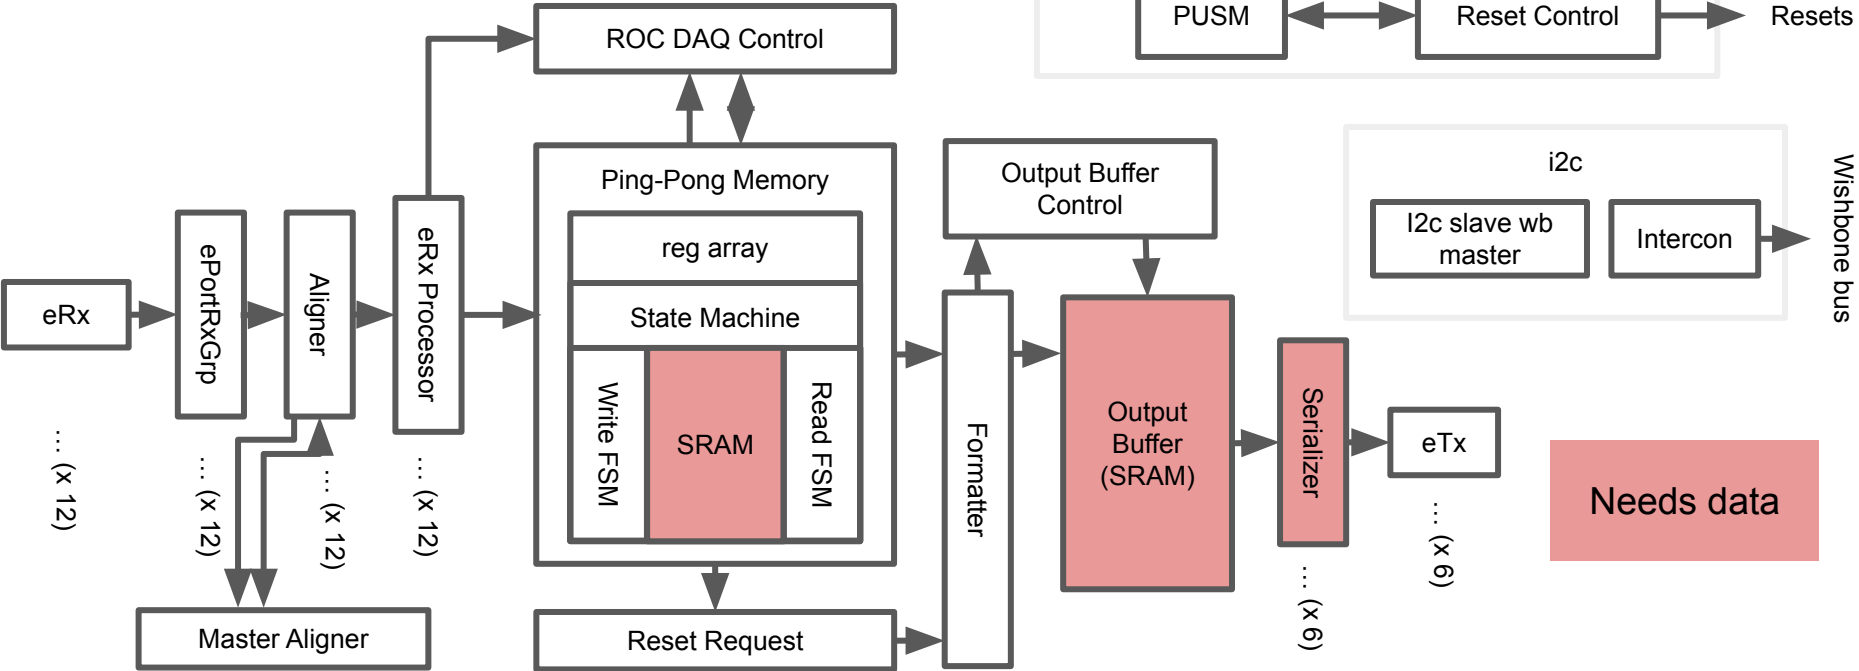 ROC DAQ Control
PUSM
Reset Control
Resets
Ping-Pong Memory
reg array
State Machine
Write FSM
SRAM
Read FSM
Output Buffer
Control
i2c
I2c slave wb
master
Intercon
Wishbone bus
eRx
ePortRxGrp
Aligner
eRx Processor
Formatter
Output
Buffer
(SRAM)
Serializer
eTx
Needs data
... (x 12)
... (x 12)
... (x 12)
... (x 12)
... (x 6)
... (x 6)
Master Aligner
Reset Request